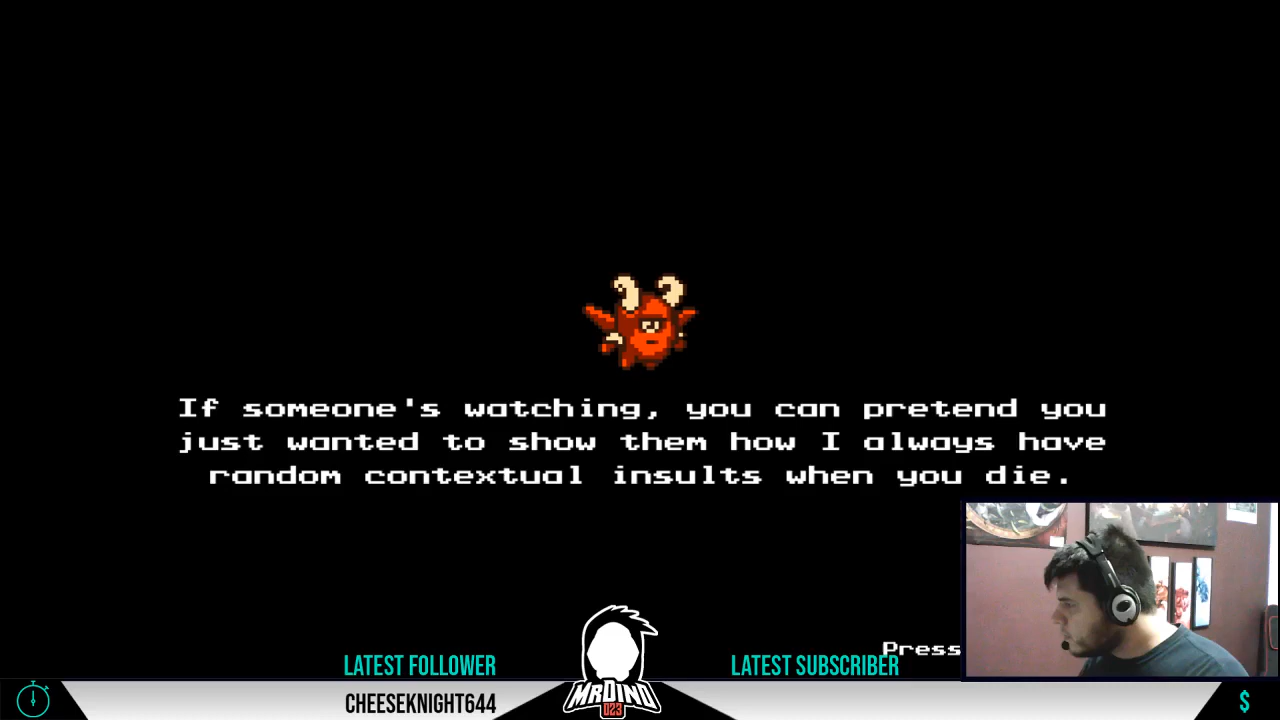 If someone's watching, you can pretend you
just wanted to show them how I always have
random contextual insults when you die.
Press
LATEST FOLLOWER
LATEST SUBSCRIBER
CHEESEKNIGHT644
MRDINO
023
$